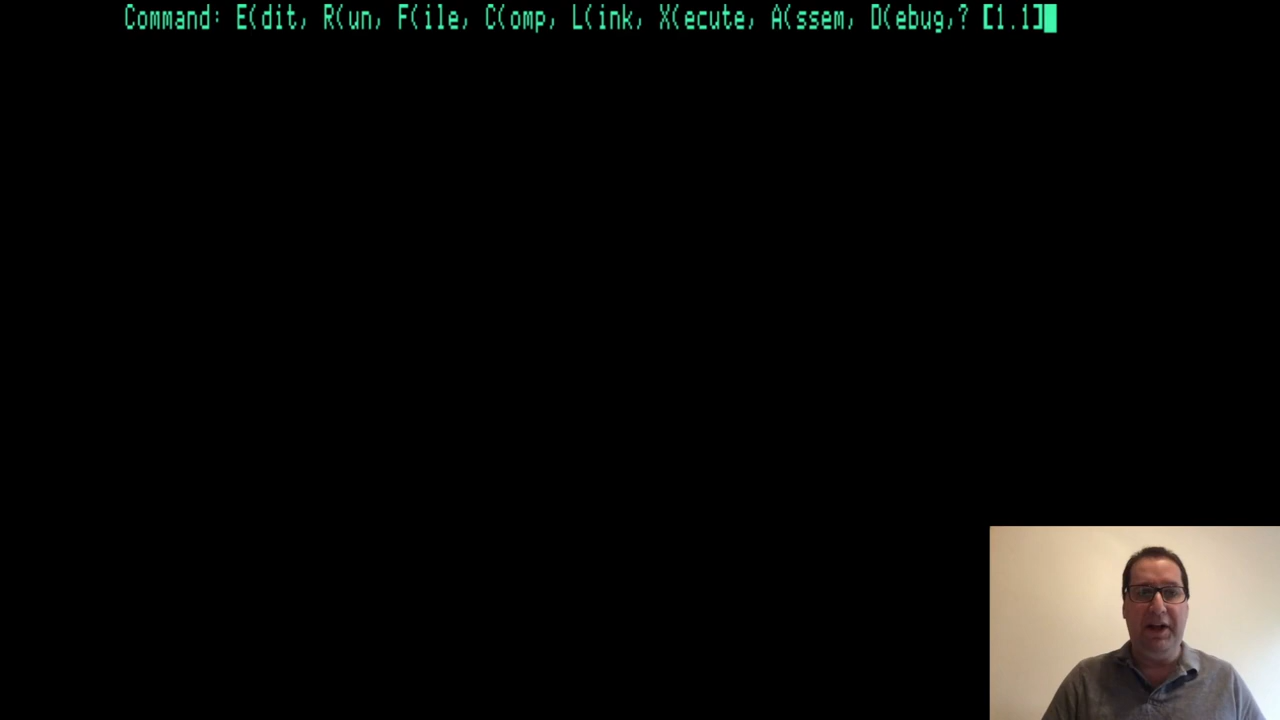 Command: E(dit, R(un, F(ile, C(omp, L(ink, X(ecute, A(ssem, D(ebug,? [1.1]